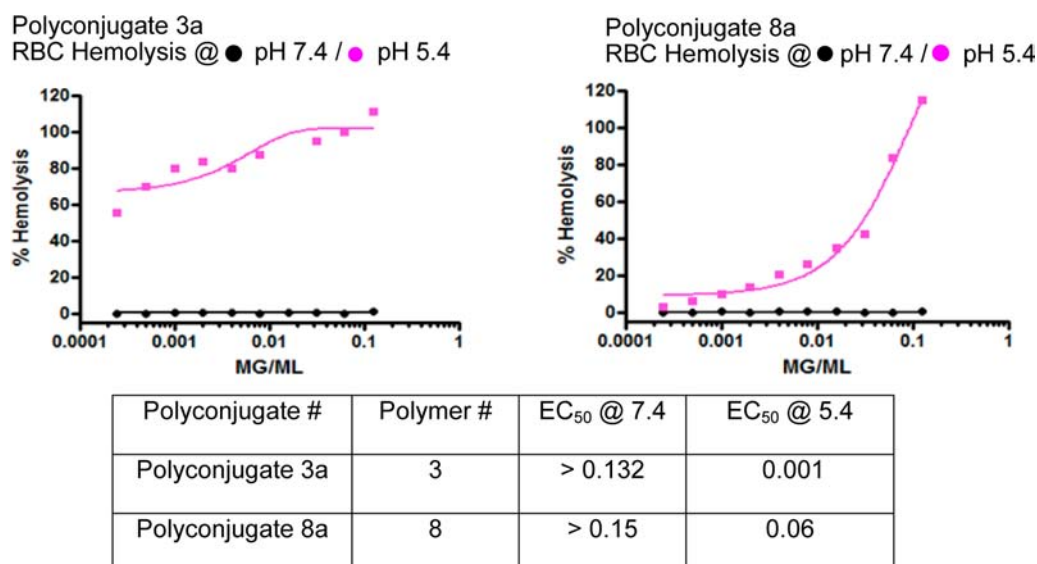 Polyconjugate 3a
RBC Hemolysis @ ● pH 7.4 / ● pH 5.4
% Hemolysis
120
100
80
60
40
20
0
0.0001 0.001 0.01 0.1 1
MG/ML
Polyconjugate 8a
RBC Hemolysis @ ● pH 7.4 / ● pH 5.4
% Hemolysis
120
100
80
60
40
20
0
0.0001 0.001 0.01 0.1 1
MG/ML
Polyconjugate # Polymer # EC₅₀ @ 7.4 EC₅₀ @ 5.4
Polyconjugate 3a 3 > 0.132 0.001
Polyconjugate 8a 8 > 0.15 0.06